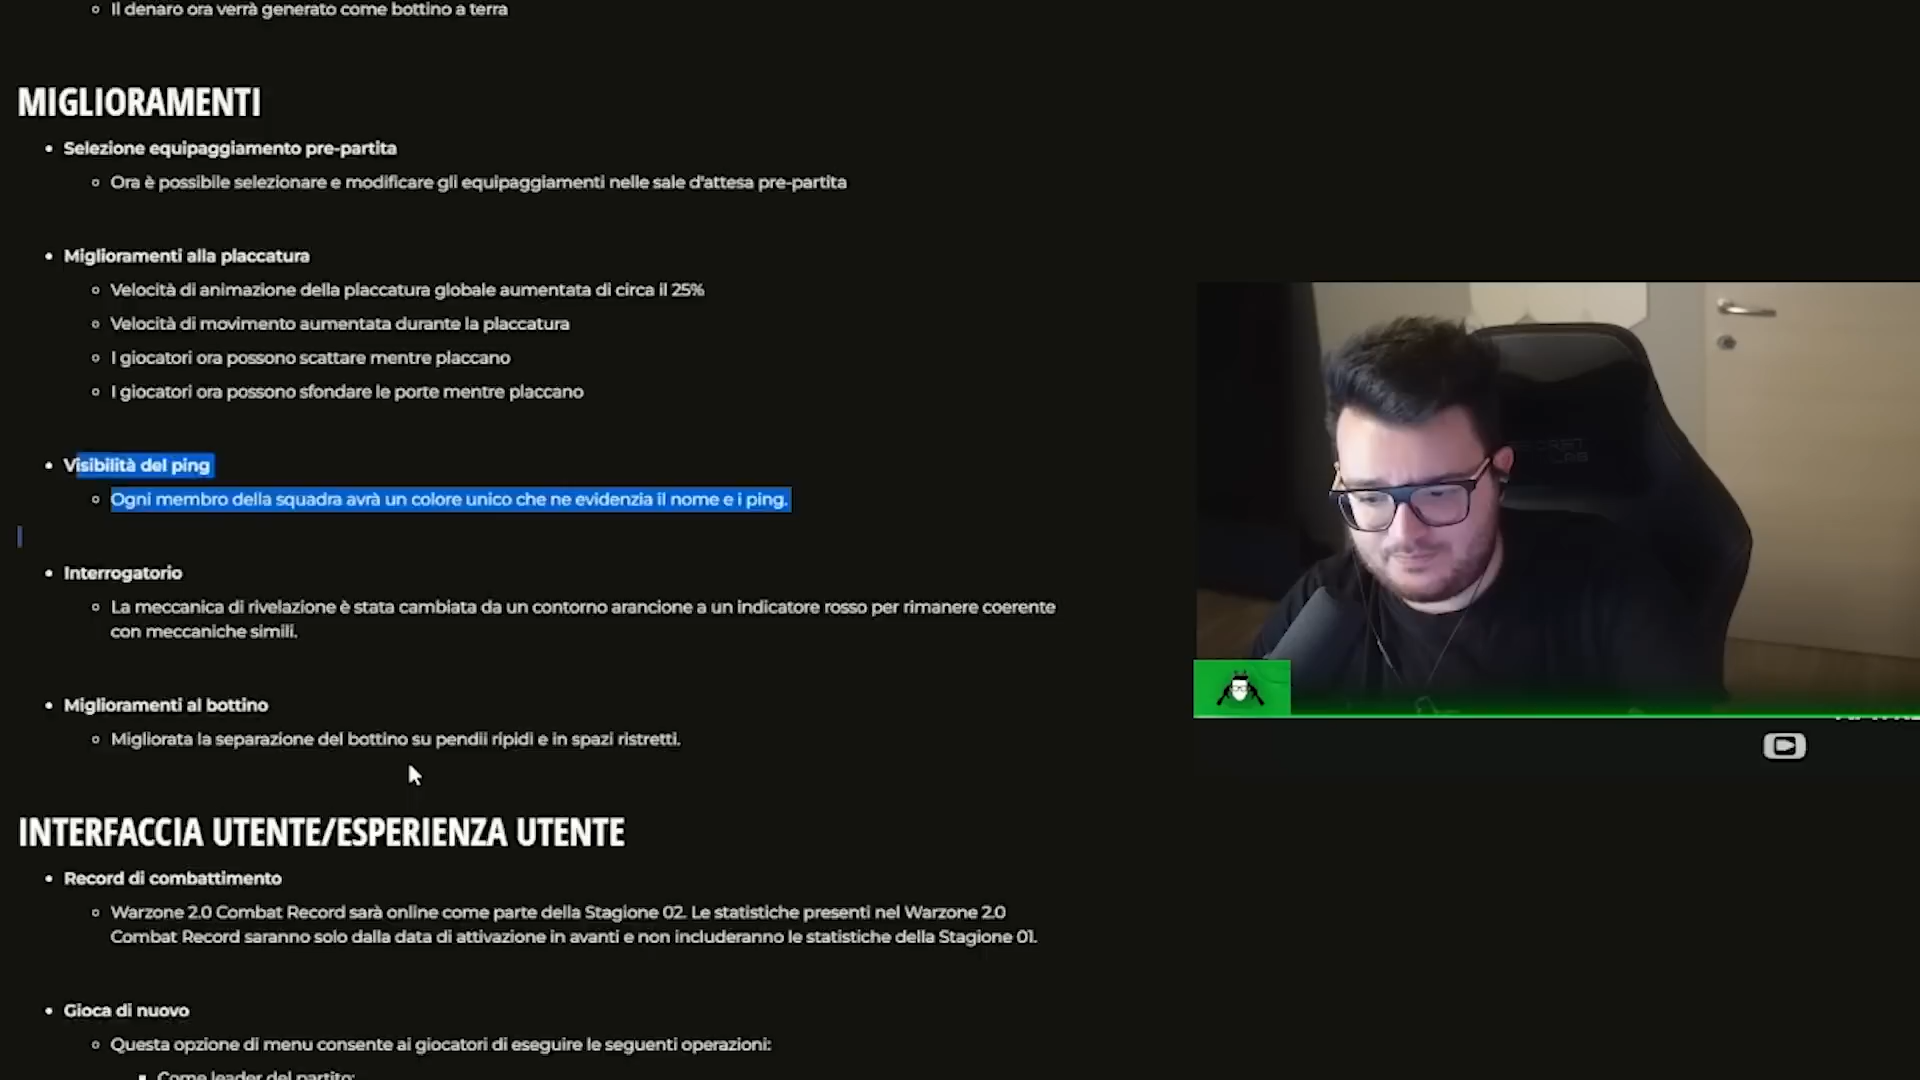 Il denaro ora verrà generato come bottino a terra
MIGLIORAMENTI
Selezione equipaggiamento pre-partita
Ora è possibile selezionare e modificare gli equipaggiamenti nelle sale d'attesa pre-partita
Miglioramenti alla placcatura
Velocità di animazione della placcatura globale aumentata di circa il 25%
Velocità di movimento aumentata durante la placcatura
I giocatori ora possono scattare mentre placcano
I giocatori ora possono sfondare le porte mentre placcano
Visibilità del ping
Ogni membro della squadra avrà un colore unico che ne evidenzia il nome e i ping.
Interrogatorio
La meccanica di rivelazione è stata cambiata da un contorno arancione a un indicatore rosso per rimanere coerente
con meccaniche simili.
Miglioramenti al bottino
Migliorata la separazione del bottino su pendii ripidi e in spazi ristretti.
INTERFACCIA UTENTE/ESPERIENZA UTENTE
Record di combattimento
Warzone 2.0 Combat Record sarà online come parte della Stagione 02. Le statistiche presenti nel Warzone 2.0
Combat Record saranno solo dalla data di attivazione in avanti e non includeranno le statistiche della Stagione 01.
Gioca di nuovo
Questa opzione di menu consente ai giocatori di eseguire le seguenti operazioni:
Come leader del partito: